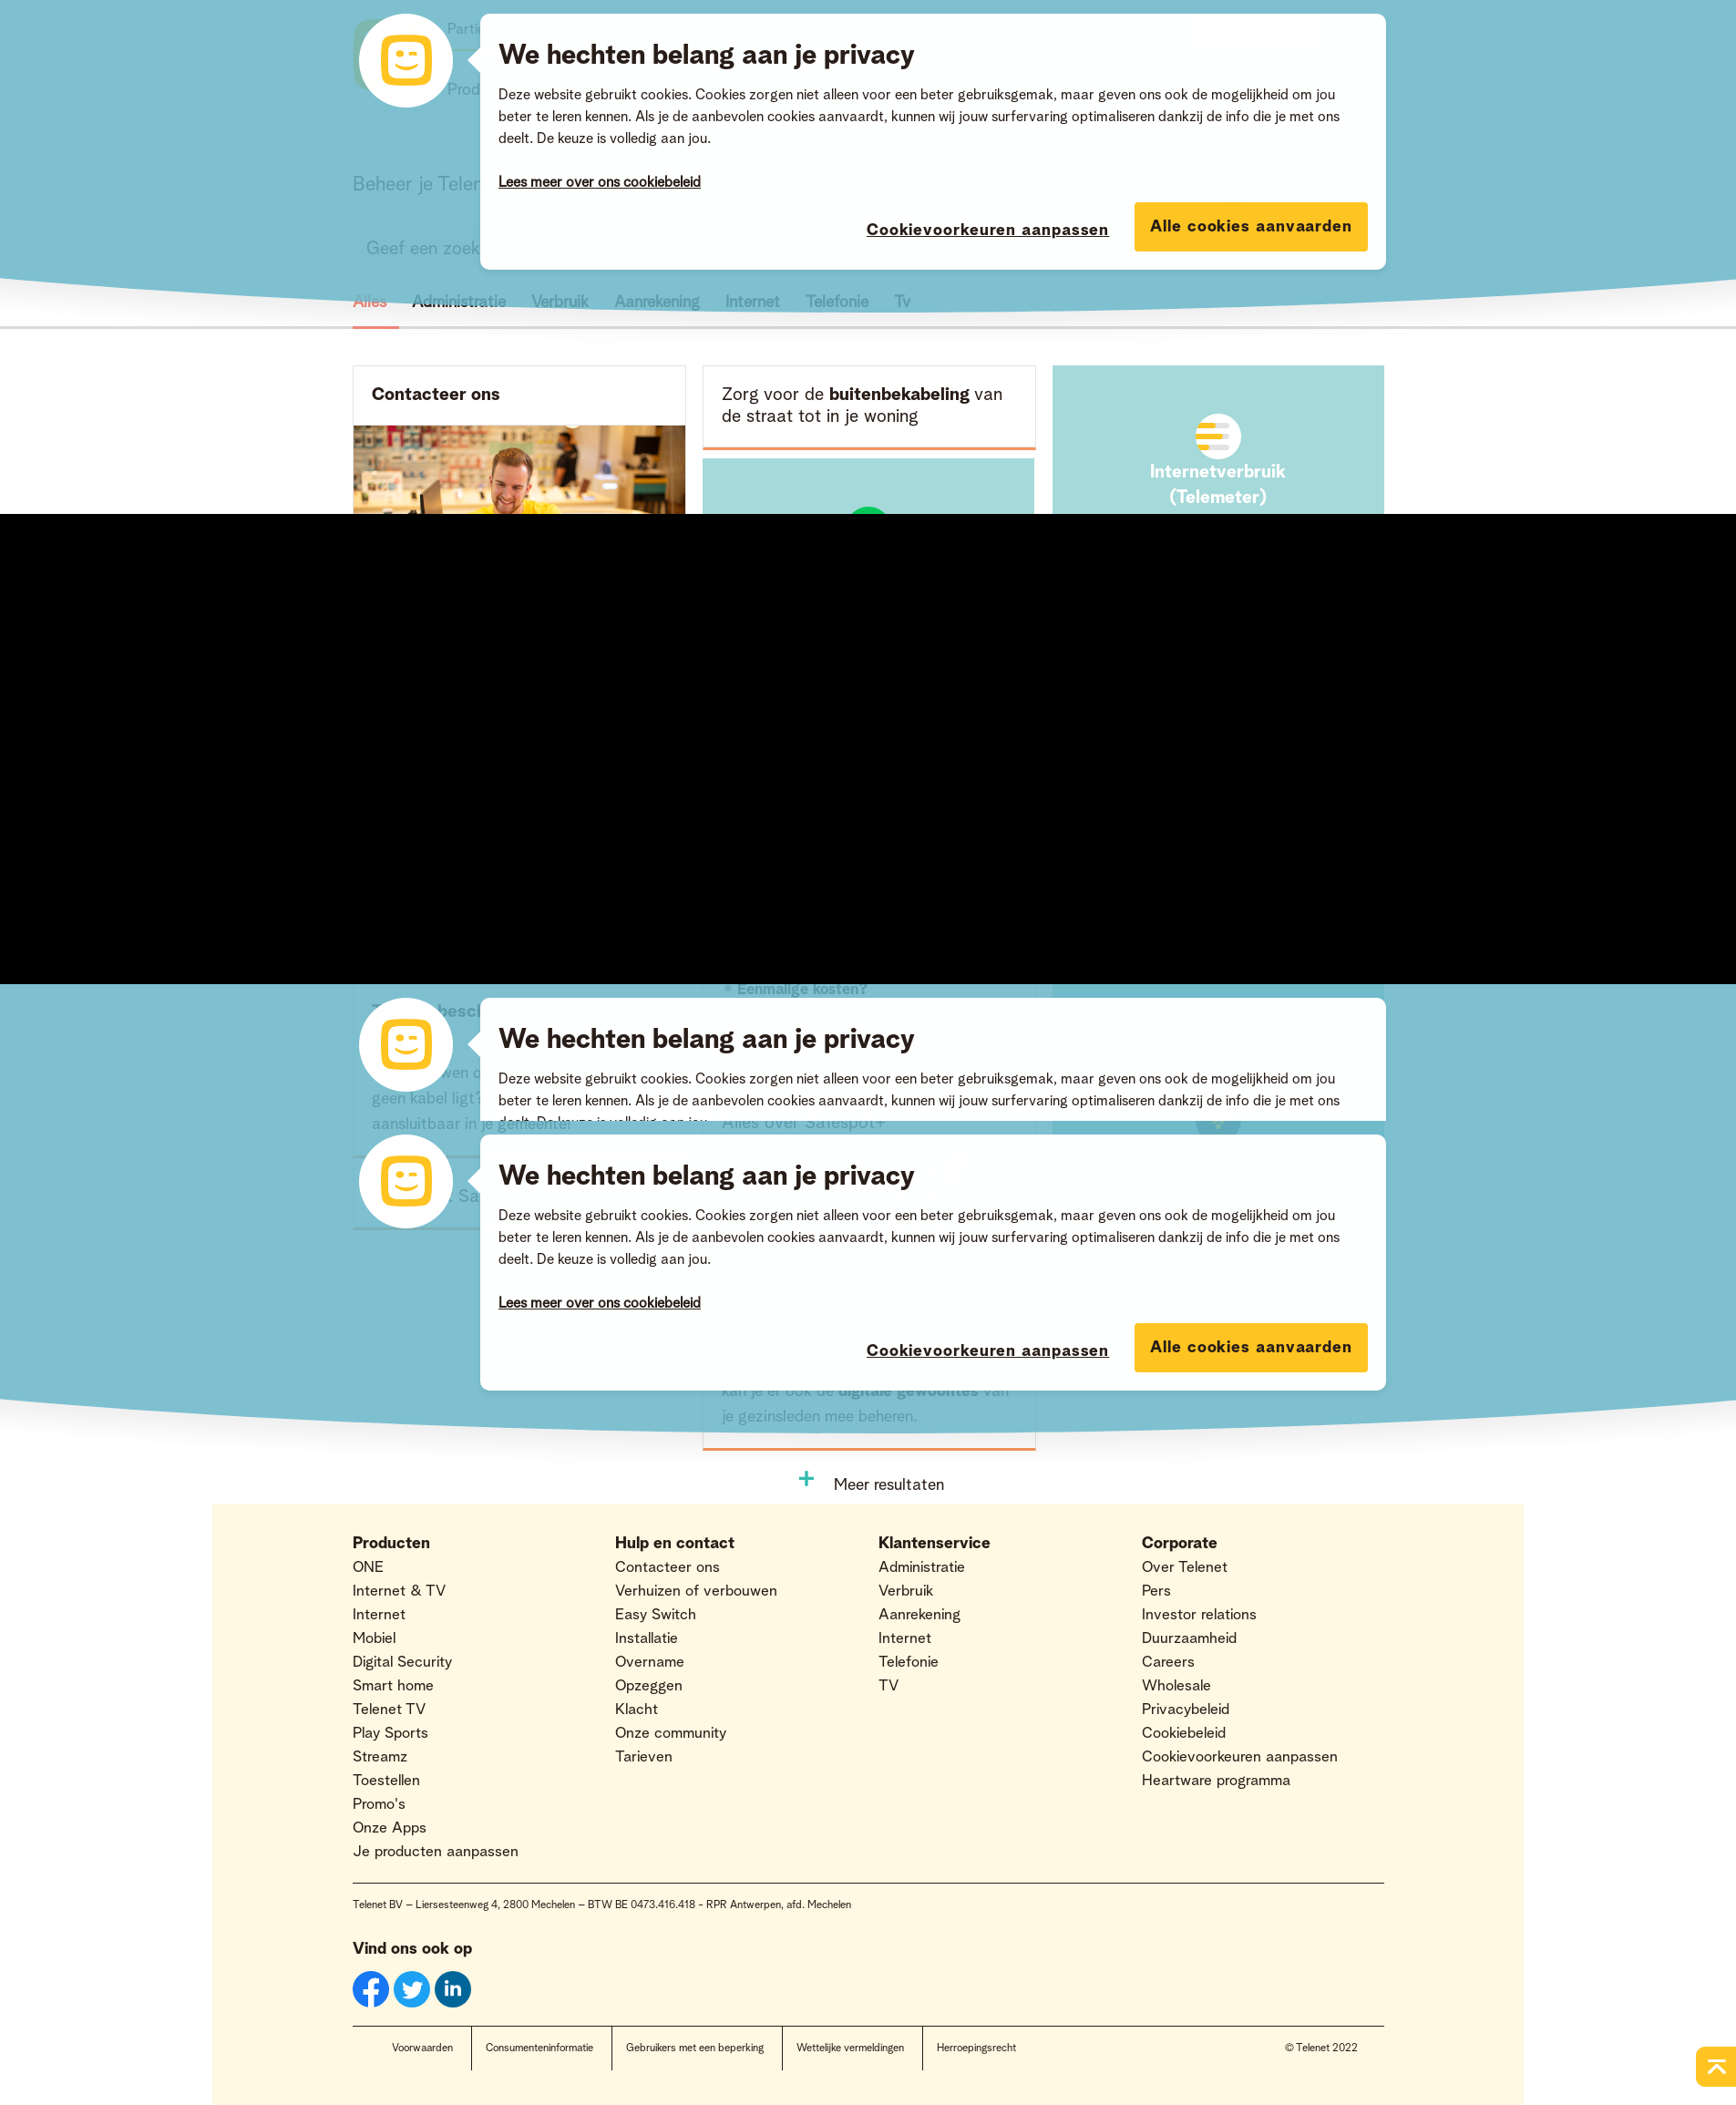 We hechten belang aan je privacy
Deze website gebruikt cookies. Cookies zorgen niet alleen voor een beter gebruiksgemak, maar geven ons ook de mogelijkheid om jou
beter te leren kennen. Als je de aanbevolen cookies aanvaardt, kunnen wij jouw surfervaring optimaliseren dankzij de info die je met ons
deelt. De keuze is volledig aan jou.
Lees meer over ons cookiebeleid
Cookievoorkeuren aanpassen
Alle cookies aanvaarden
Beheer je
Geef een
Alles Administratie Verbruik Aanrekening Internet Telefonie Tv
Contacteer ons
Zorg voor de buitenbekabeling van
de straat tot in je woning
Internetverbruik
(Telemeter)
• Eenmalige kosten?
We hechten belang aan je privacy
Deze website gebruikt cookies. Cookies zorgen niet alleen voor een beter gebruiksgemak, maar geven ons ook de mogelijkheid om jou
beter te leren kennen. Als je de aanbevolen cookies aanvaardt, kunnen wij jouw surfervaring optimaliseren dankzij de info die je met ons
deelt. De keuze is volledig aan jou.
geen kabel ligt?
aansluitbaar in je gemeente!
Alles over Safespot+
We hechten belang aan je privacy
Deze website gebruikt cookies. Cookies zorgen niet alleen voor een beter gebruiksgemak, maar geven ons ook de mogelijkheid om jou
beter te leren kennen. Als je de aanbevolen cookies aanvaardt, kunnen wij jouw surfervaring optimaliseren dankzij de info die je met ons
deelt. De keuze is volledig aan jou.
Lees meer over ons cookiebeleid
Cookievoorkeuren aanpassen
Alle cookies aanvaarden
kan je er ook de digitale gewoontes van
je gezinsleden mee beheren.
+ Meer resultaten
Producten
ONE
Internet & TV
Internet
Mobiel
Digital Security
Smart home
Telenet TV
Play Sports
Streamz
Toestellen
Promo's
Onze Apps
Je producten aanpassen
Hulp en contact
Contacteer ons
Verhuizen of verbouwen
Easy Switch
Installatie
Overname
Opzeggen
Klacht
Onze community
Tarieven
Klantenservice
Administratie
Verbruik
Aanrekening
Internet
Telefonie
TV
Corporate
Over Telenet
Pers
Investor relations
Duurzaamheid
Careers
Wholesale
Privacybeleid
Cookiebeleid
Cookievoorkeuren aanpassen
Heartware programma
Telenet BV – Liersesteenweg 4, 2800 Mechelen – BTW BE 0473.416.418 - RPR Antwerpen, afd. Mechelen
Vind ons ook op
Voorwaarden
Consumenteninformatie
Gebruikers met een beperking
Wettelijke vermeldingen
Herroepingsrecht
© Telenet 2022